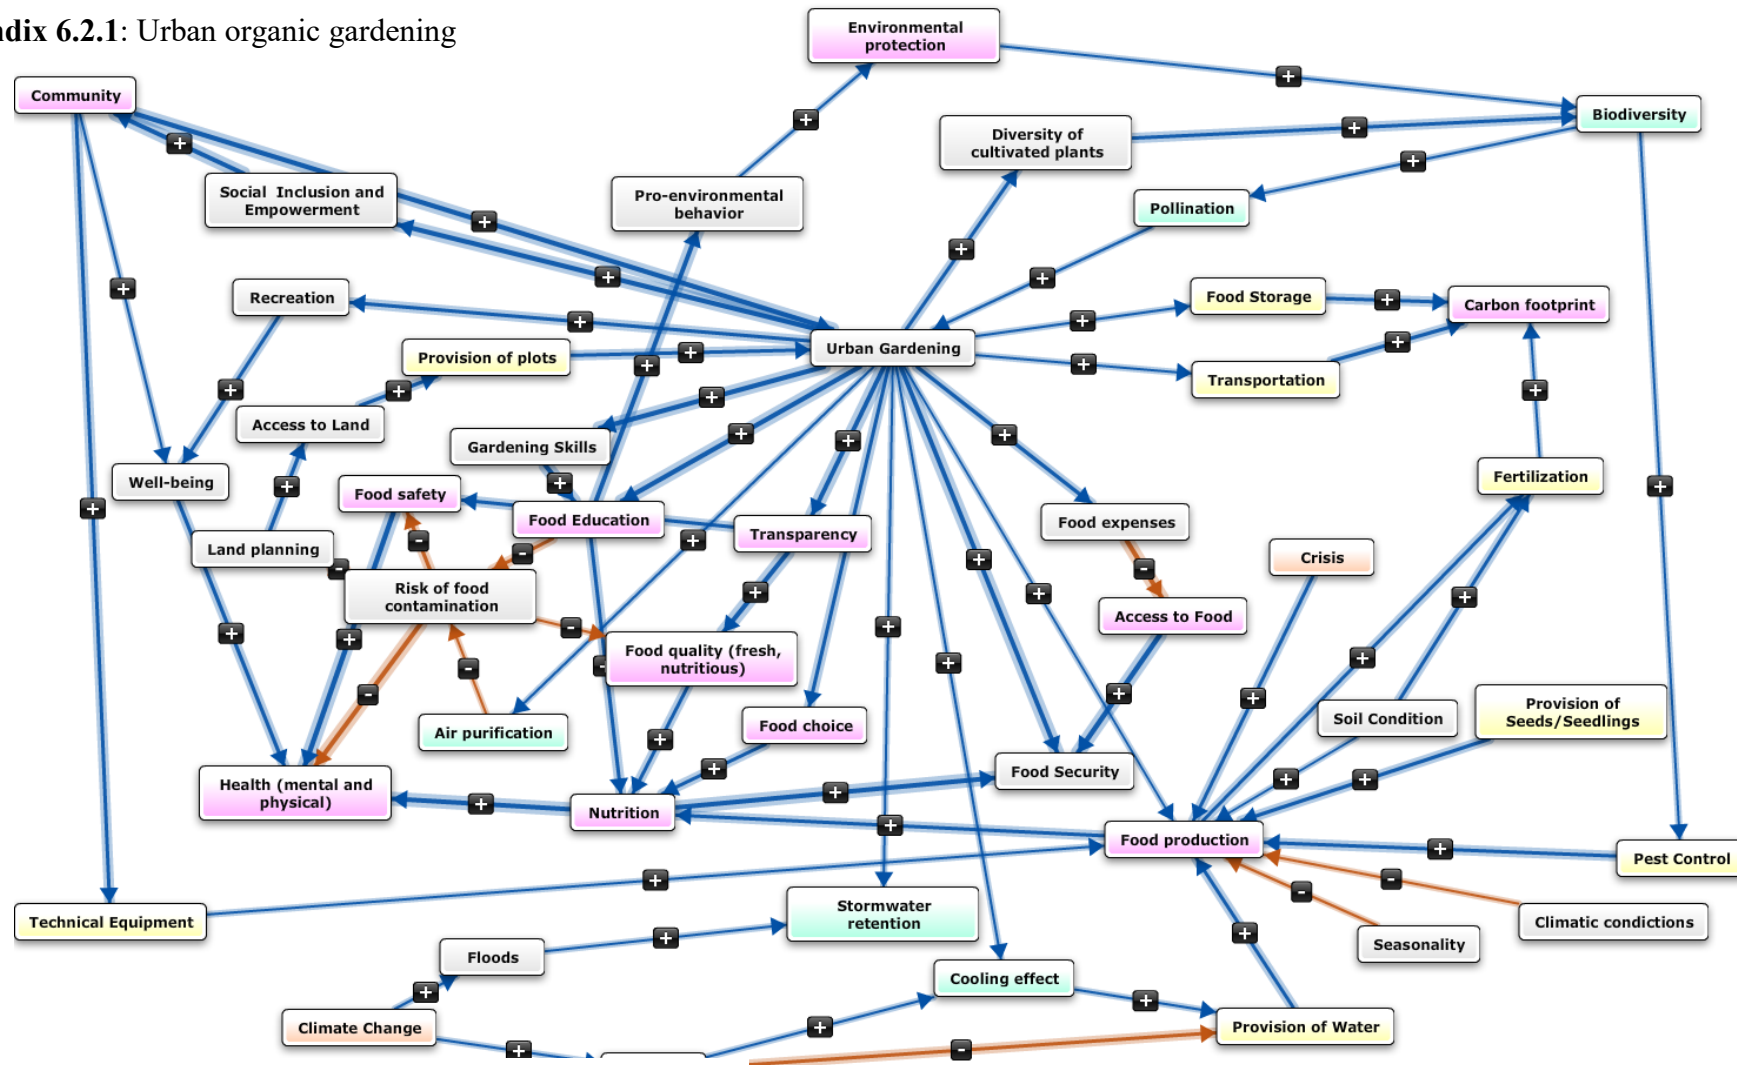 ndix 6.2.1: Urban organic gardening
Environmental
protection
Community
Biodiversity
Diversity of
cultivated plants
Social Inclusion and
Empowerment
Pro-environmental
behavior
Pollination
Recreation
Food Storage
Carbon footprint
Provision of plots
Urban Gardening
Transportation
Access to Land
Gardening Skills
Well-being
Food safety
Fertilization
Food Education
Transparency
Food expenses
Land planning
Crisis
Risk of food
contamination
Access to Food
Food quality (fresh,
nutritious)
Air purification
Food choice
Soil Condition
Provision of
Seeds/Seedlings
Health (mental and
physical)
Nutrition
Food Security
Food production
Pest Control
Technical Equipment
Stormwater
retention
Climatic condictions
Seasonality
Floods
Cooling effect
Climate Change
Provision of Water